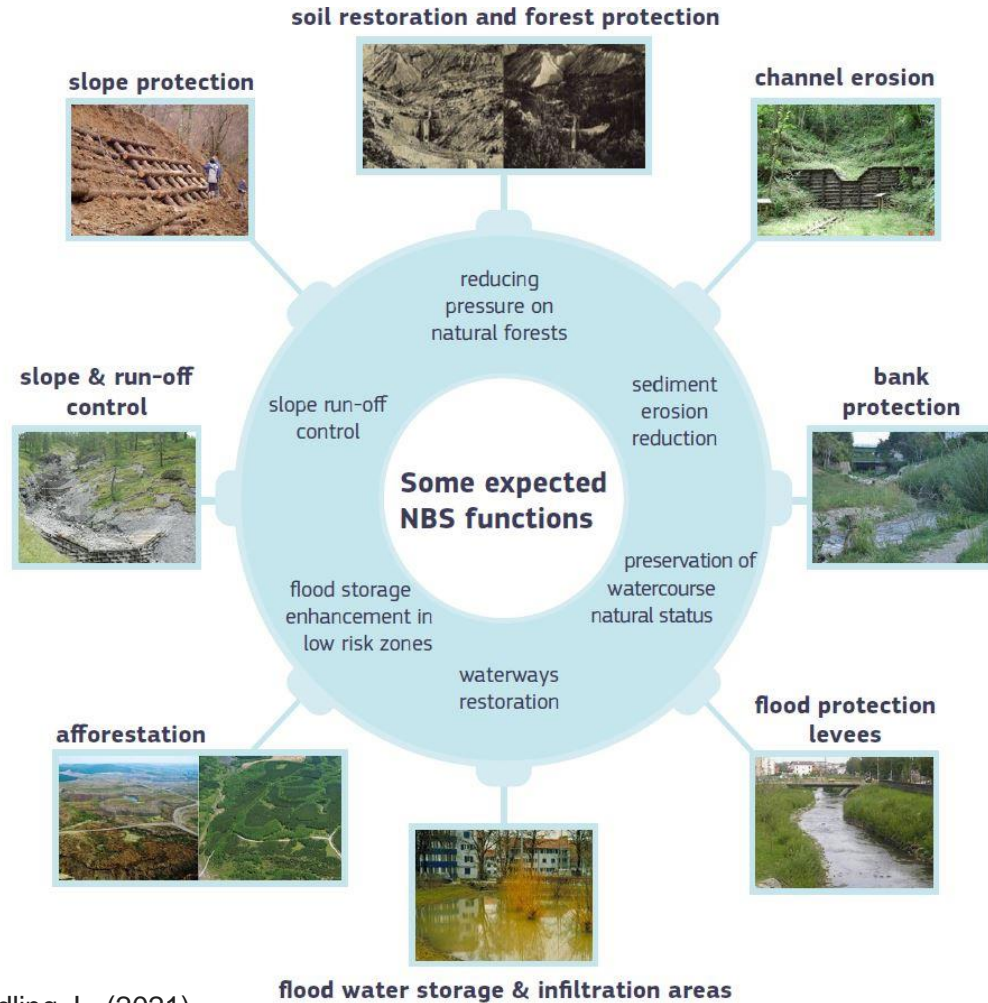 soil restoration and forest protection
slope protection
channel erosion
reducing
pressure on
natural forests
slope & run-off
control
slope run-off
control
sediment
erosion
reduction
bank
protection
Some expected
NBS functions
flood storage
enhancement in
low risk zones
preservation of
watercourse
natural status
waterways
restoration
afforestation
flood protection
levees
flood water storage & infiltration areas
L. (2021)